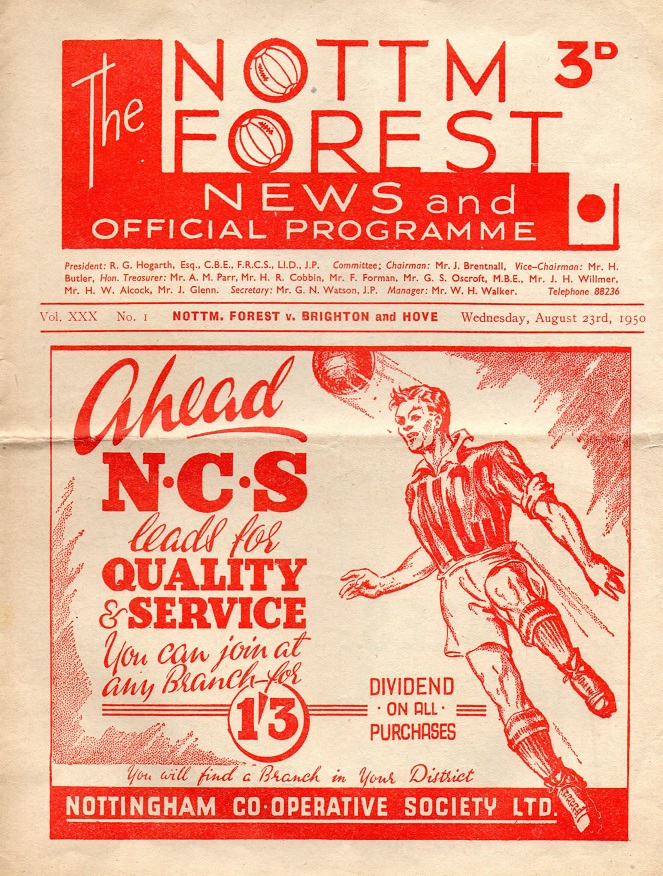 The
NOTTM
3D
FOREST
NEWS and
OFFICIAL PROGRAMME
President: R. G. Hogarth, Esq., C.B.E., F.R.C.S., Ll.D., J.P. Committee; Chairman: Mr. J. Brentnall, Vice-Chairman: Mr. H.
Butler, Hon. Treasurer: Mr. A. M. Parr, Mr. H. R. Cobbin, Mr. F. Forman, Mr. G. S. Oscroft, M.B.E., Mr. J. H. Willmer,
Mr. H. W. Alcock, Mr. J. Glenn. Secretary: Mr. G. N. Watson, J.P. Manager: Mr. W. H. Walker. Telephone 88236
Vol. XXX No. 1 NOTTM. FOREST v. BRIGHTON and HOVE Wednesday, August 23rd, 1950
Ahead
N·C·S
leads for
QUALITY
& SERVICE
You can join at
any Branch for
1'3
DIVIDEND
· ON ALL ·
PURCHASES
NCS
You will find a Branch in Your District
NOTTINGHAM CO-OPERATIVE SOCIETY LTD.